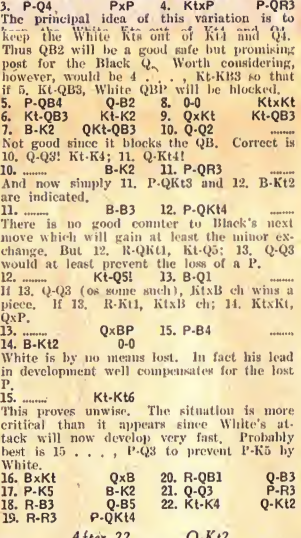 3. P-Q4 PxP 4. KtxP P-QR3
The principal idea of this variation is to
keep the White Kts out of Kt4 and Q4.
Thus QB2 will be a good safe but promising
post for the Black Q. Worth considering,
however, would be 4 . . . , Kt-KB3 so that
if 5. Kt-QB3, White QBP will be blocked.
5. P-QB4 Q-B2 8. 0-0 KtxKt
6. Kt-QB3 Kt-K2 9. QxKt Kt-QB3
7. B-K2 QKt-QB3 10. Q-Q2 ........
Not good since it blocks the QB. Correct is
10. Q-Q3! Kt-K4; 11. Q-Kt4!
10. ........ B-K2 11. P-QR3 ........
And now simply 11. P-QKt3 and 12. B-Kt2
are indicated.
11. ........ B-B3 12. P-QKt4
There is no good counter to Black's next
move which will gain at least the minor ex-
change. But 12. R-QKt1, Kt-Q5; 13. Q-Q3
would at least prevent the loss of a P.
12. ........ Kt-Q5! 13. B-Q1 ........
If 13. Q-Q3 (os some such), KtxB ch wins a
piece. If 13. R-Kt1, KtxB ch; 14. KtxKt,
QxP.
13. ........ QxBP 15. P-B4 ........
14. B-Kt2 0-0
White is by no means lost. In fact his lead
in development well compensates for the lost
P.
15. ........ Kt-Kt6
This proves unwise. The situation is more
critical than it appears since White's at-
tack will now develop very fast. Probably
best is 15 . . . . , P-Q3 to prevent P-K5 by
White.
16. BxKt QxB 20. R-QB1 Q-B3
17. P-K5 B-K2 21. Q-Q3 P-R3
18. R-B3 Q-B5 22. Kt-K4 Q-Kt2
19. R-R3 P-QKt4
After 22 Q-Kt2